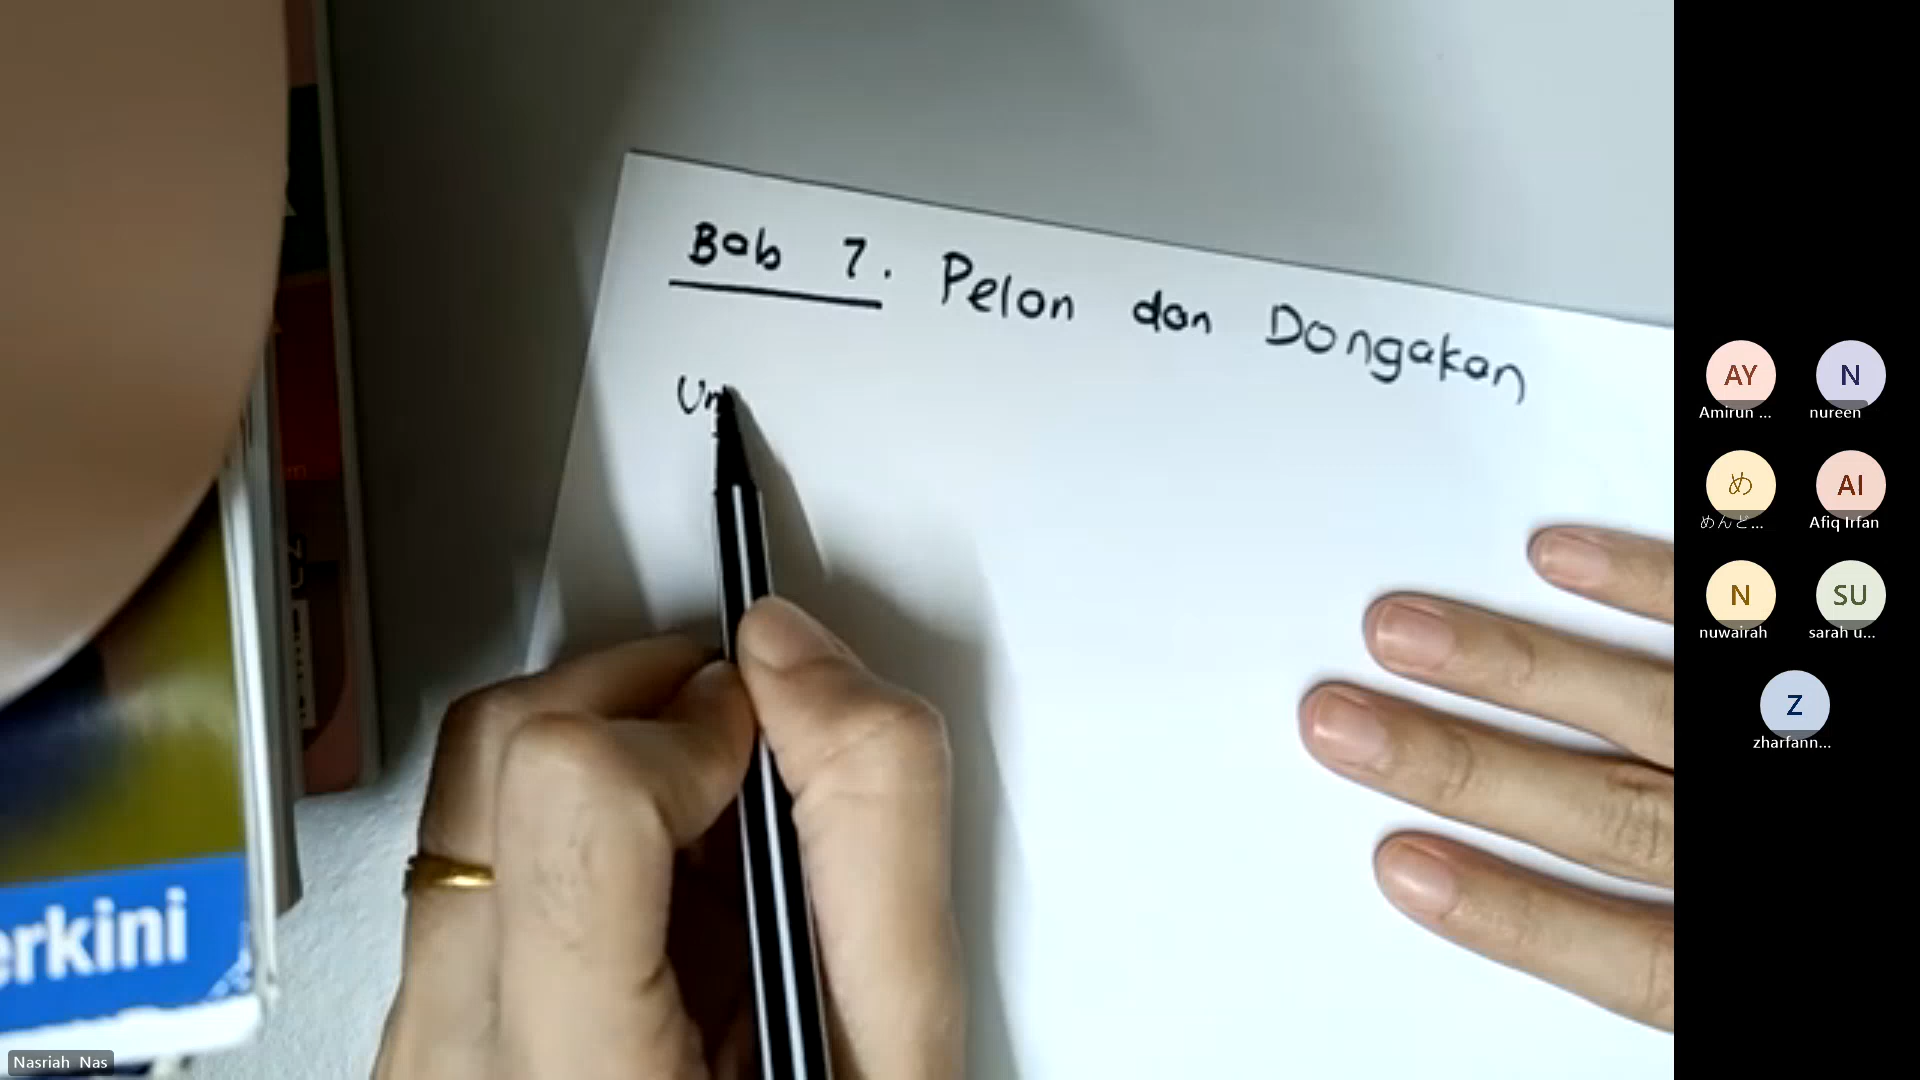 Bab 7. Pelan dan Dongakan
Un
erkini
Nasriah Nas
AY
Amirun ...
N
nureen
め
めんど...
AI
Afiq Irfan
N
nuwairah
SU
sarah u...
Z
zharfann...